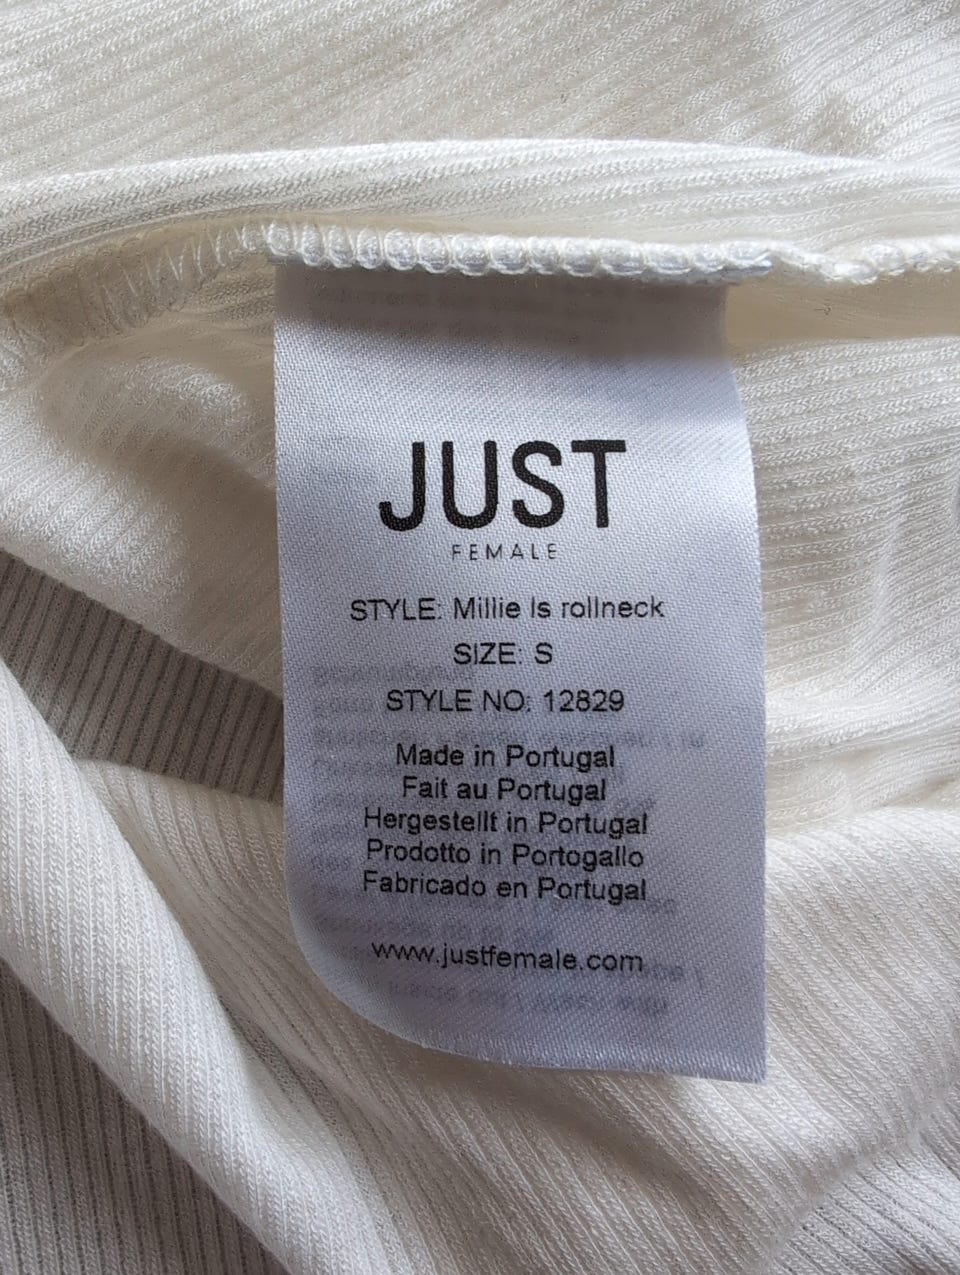 JUST
FEMALE
STYLE: Millie ls rollneck
SIZE: S
STYLE NO: 12829
Made in Portugal
Fait au Portugal
Hergestellt in Portugal
Prodotto in Portogallo
Fabricado en Portugal
www.justfemale.com